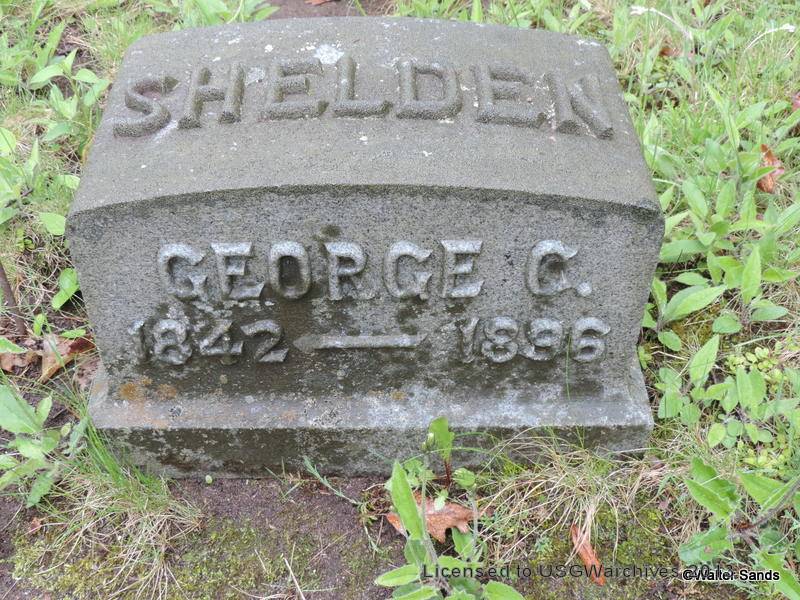 SHELDEN
GEORGE C.
1842 — 1896
Licensed to USGWarchives
©Walter Sands